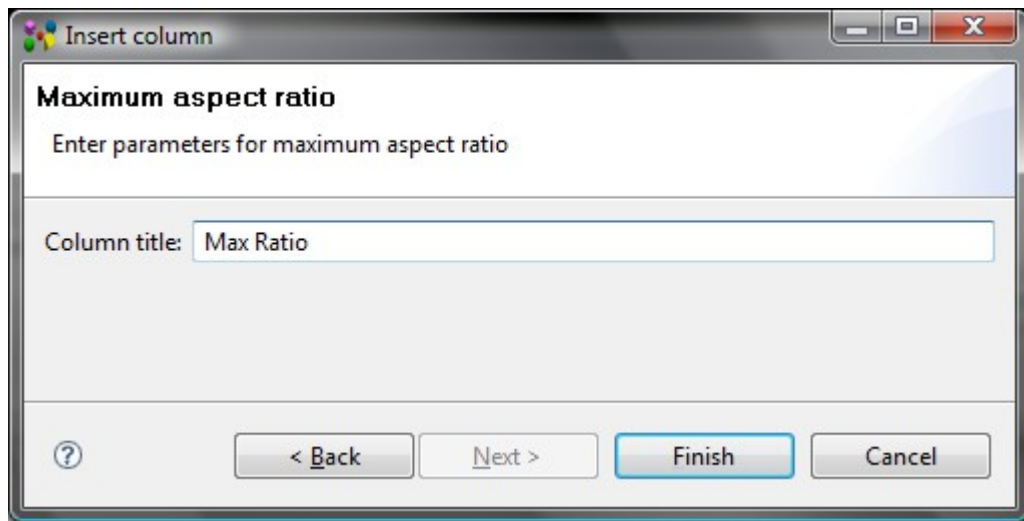 Insert column
Maximum aspect ratio
Enter parameters for maximum aspect ratio
Column title: Max Ratio
? < Back Next > Finish Cancel